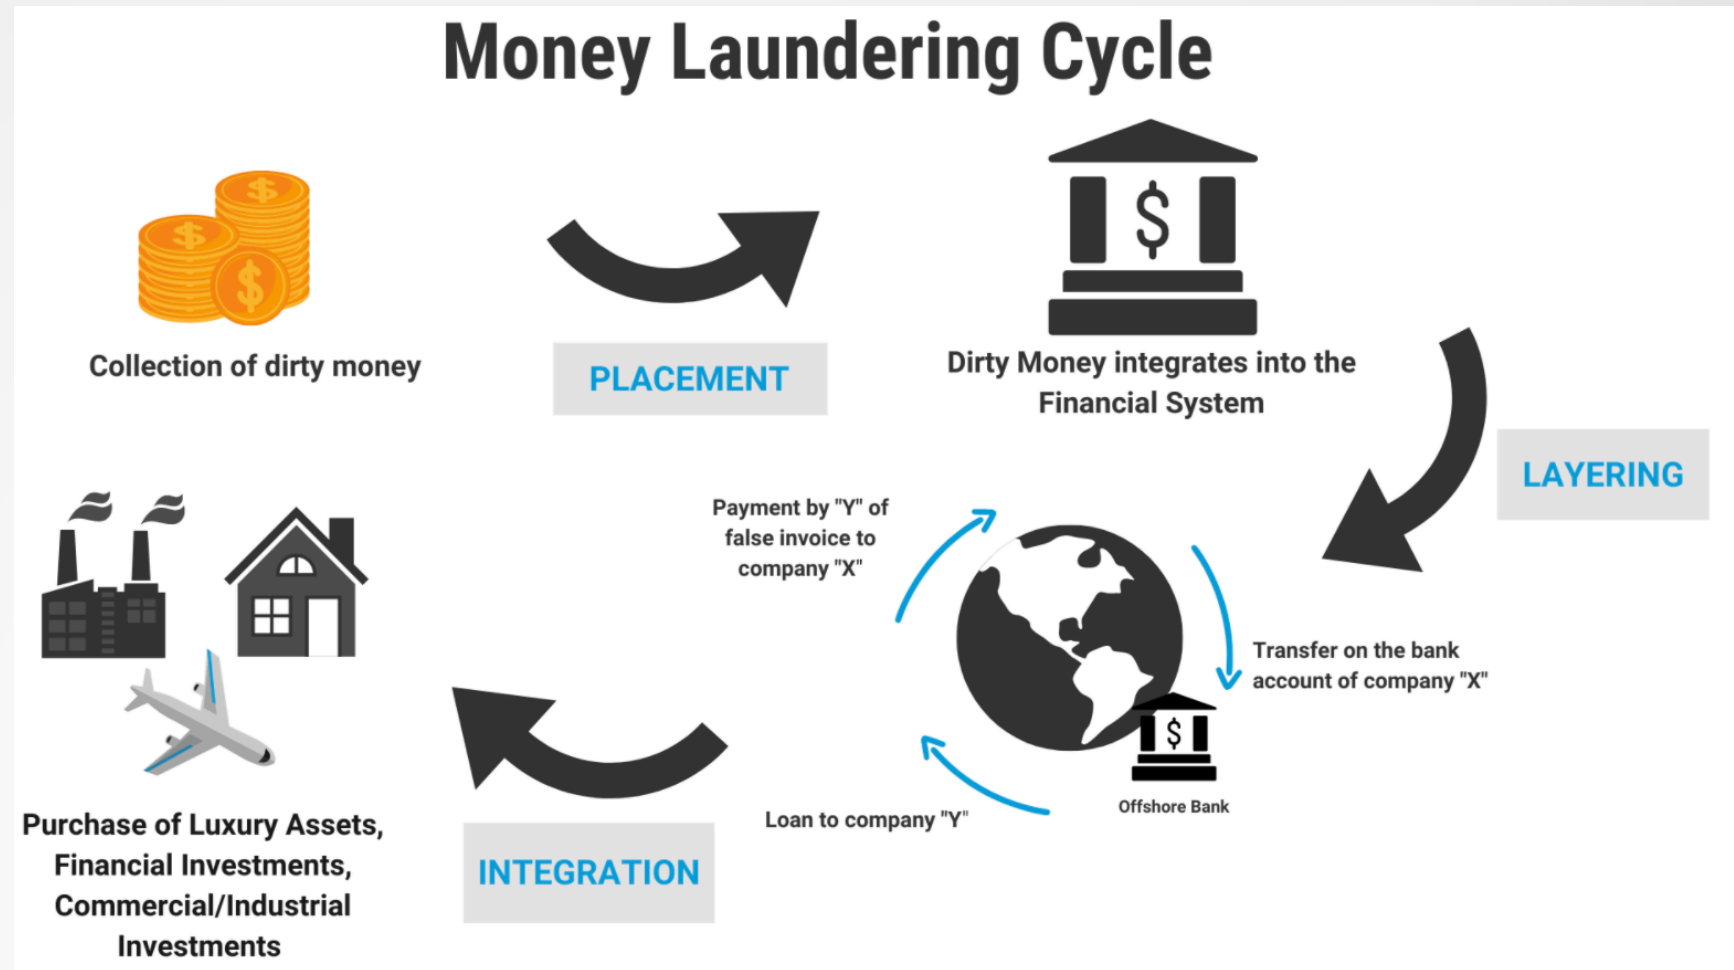 Money Laundering Cycle
Collection of dirty money
PLACEMENT
Dirty Money integrates into the
Financial System
LAYERING
Payment by "Y" of
false invoice to
company "X"
Transfer on the bank
account of company "X"
Offshore Bank
Loan to company "Y"
INTEGRATION
Purchase of Luxury Assets,
Financial Investments,
Commercial/Industrial
Investments